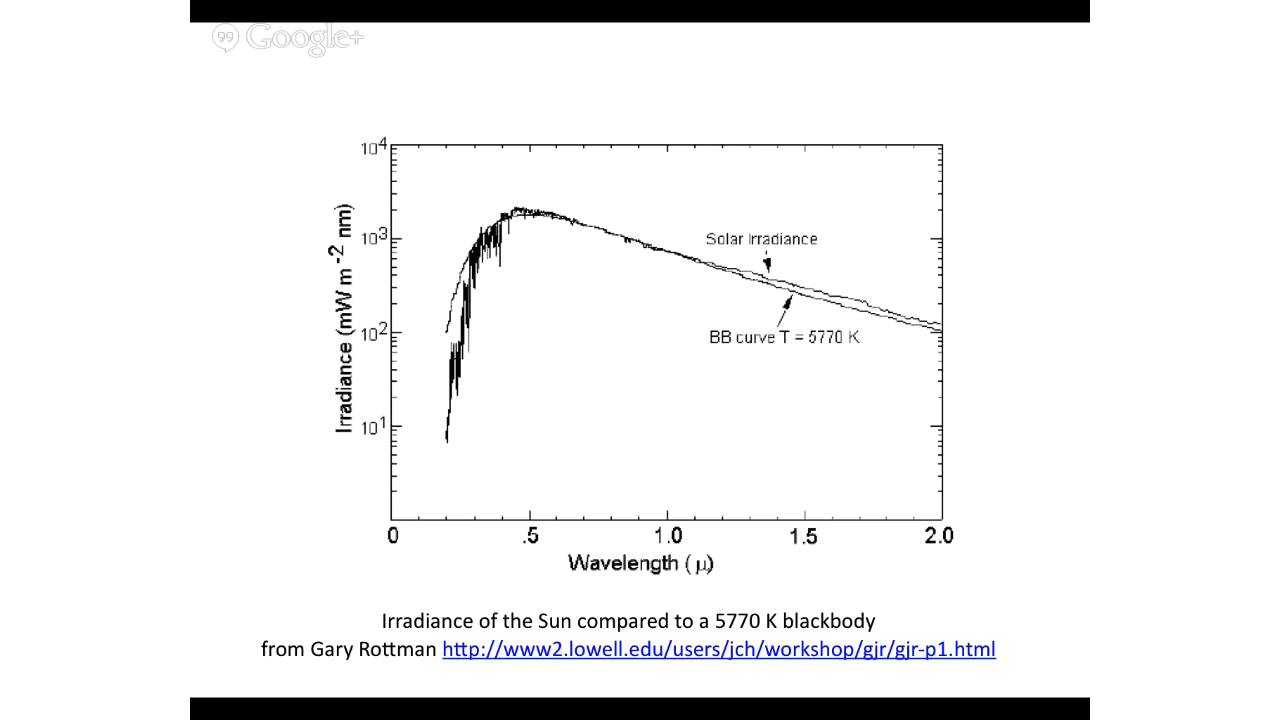 Google+
10⁴
10³
10²
10¹
Irradiance (mW m⁻² nm)
Solar Irradiance
BB curve T = 5770 K
0 .5 1.0 1.5 2.0
Wavelength ( μ)
Irradiance of the Sun compared to a 5770 K blackbody
from Gary Rottman http://www2.lowell.edu/users/jch/workshop/gjr/gjr-p1.html